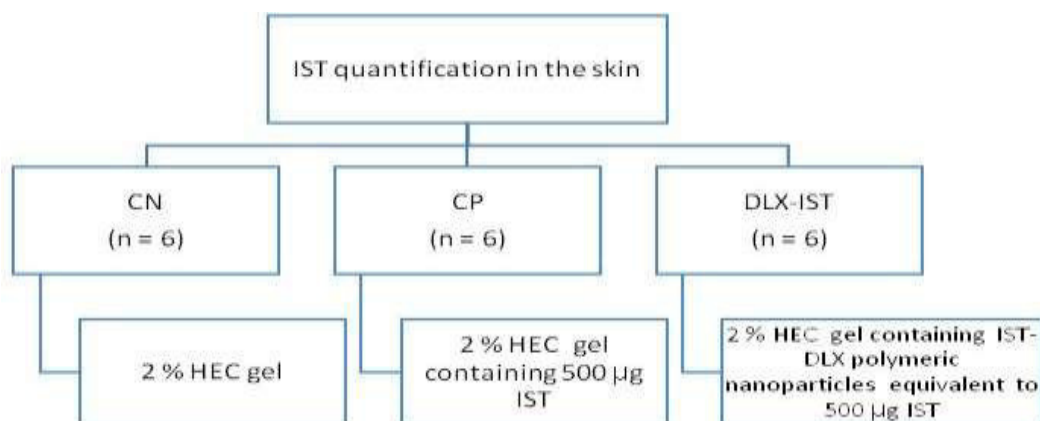 IST quantification in the skin
CN
(n = 6)
CP
(n = 6)
DLX-IST
(n = 6)
2 % HEC gel
2 % HEC gel
containing 500 µg
IST
2 % HEC gel containing IST-
DLX polymeric
nanoparticles equivalent to
500 µg IST